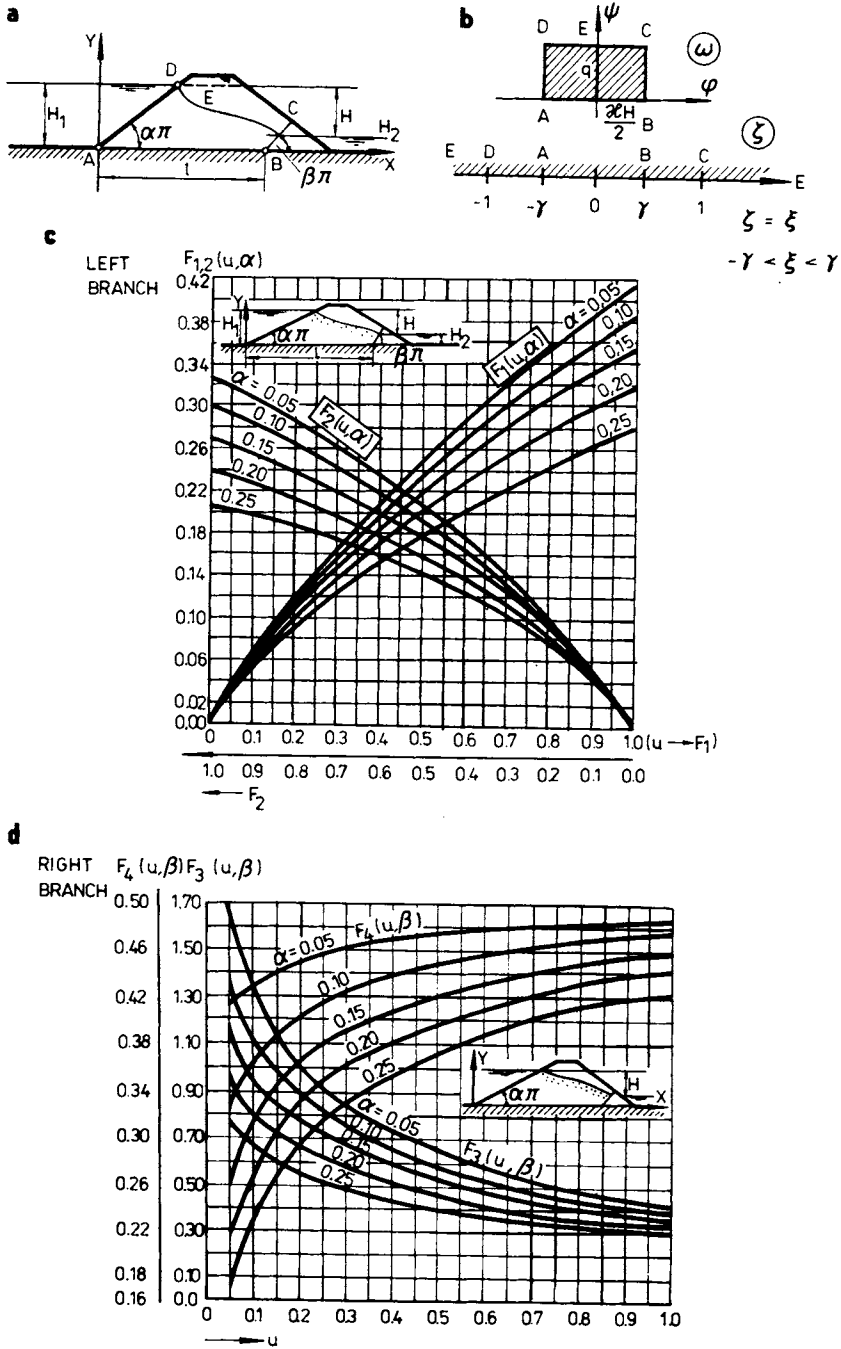 a
Y
D
E
C
H₁
H
H₂
απ
A
B
X
βπ
l
b
ψ
D E C
ω
q
φ
A ϰH/2 B
ζ
E D A B C
E
-1 -γ 0 γ 1
ζ = ξ
-γ < ξ < γ
c
LEFT BRANCH
F₁,₂(u,α)
0.42
0.38
0.34
0.30
0.26
0.22
0.18
0.14
0.10
0.06
0.02
0.00
Y
H₁
απ
H
H₂
βπ
F₁(u,α)
α=0.05
0.10
0.15
0,20
0,25
α=0.05
F₂(u,α)
0.10
0.15
0.20
0.25
0 0.1 0.2 0.3 0.4 0.5 0.6 0.7 0.8 0.9 1.0 (u→F₁)
1.0 0.9 0.8 0.7 0.6 0.5 0.4 0.3 0.2 0.1 0.0
←F₂
d
RIGHT BRANCH
F₄(u,β) F₃(u,β)
0.50 1.70
0.46 1.50
0.42 1.30
0.38 1.10
0.34 0.90
0.30 0.70
0.26 0.50
0.22 0.30
0.18 0.1
0.16 0.0
α=0.05
F₄(u,β)
0.10
0.15
0.20
0.25
Y
απ
H
X
α=0.05
0.10
0.15
0.20
0.25
F₃(u,β)
0 0.1 0.2 0.3 0.4 0.5 0.6 0.7 0.8 0.9 1.0
→ u